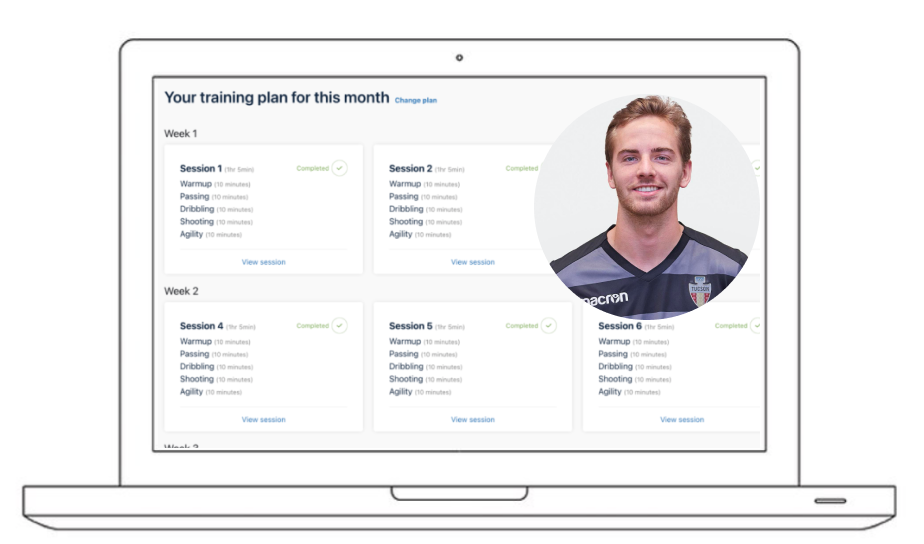 Your training plan for this month Change plan
Week 1
Session 1 (1hr 5min) Completed
Warmup (10 minutes)
Passing (10 minutes)
Dribbling (10 minutes)
Shooting (10 minutes)
Agility (10 minutes)
View session
Session 2 (1hr 5min) Completed
Warmup (10 minutes)
Passing (10 minutes)
Dribbling (10 minutes)
Shooting (10 minutes)
Agility (10 minutes)
View session
macron
TUCSON
Week 2
Session 4 (1hr 5min) Completed
Warmup (10 minutes)
Passing (10 minutes)
Dribbling (10 minutes)
Shooting (10 minutes)
Agility (10 minutes)
View session
Session 5 (1hr 5min) Completed
Warmup (10 minutes)
Passing (10 minutes)
Dribbling (10 minutes)
Shooting (10 minutes)
Agility (10 minutes)
View session
Session 6 (1hr 5min) Completed
Warmup (10 minutes)
Passing (10 minutes)
Dribbling (10 minutes)
Shooting (10 minutes)
Agility (10 minutes)
View session
Week 3